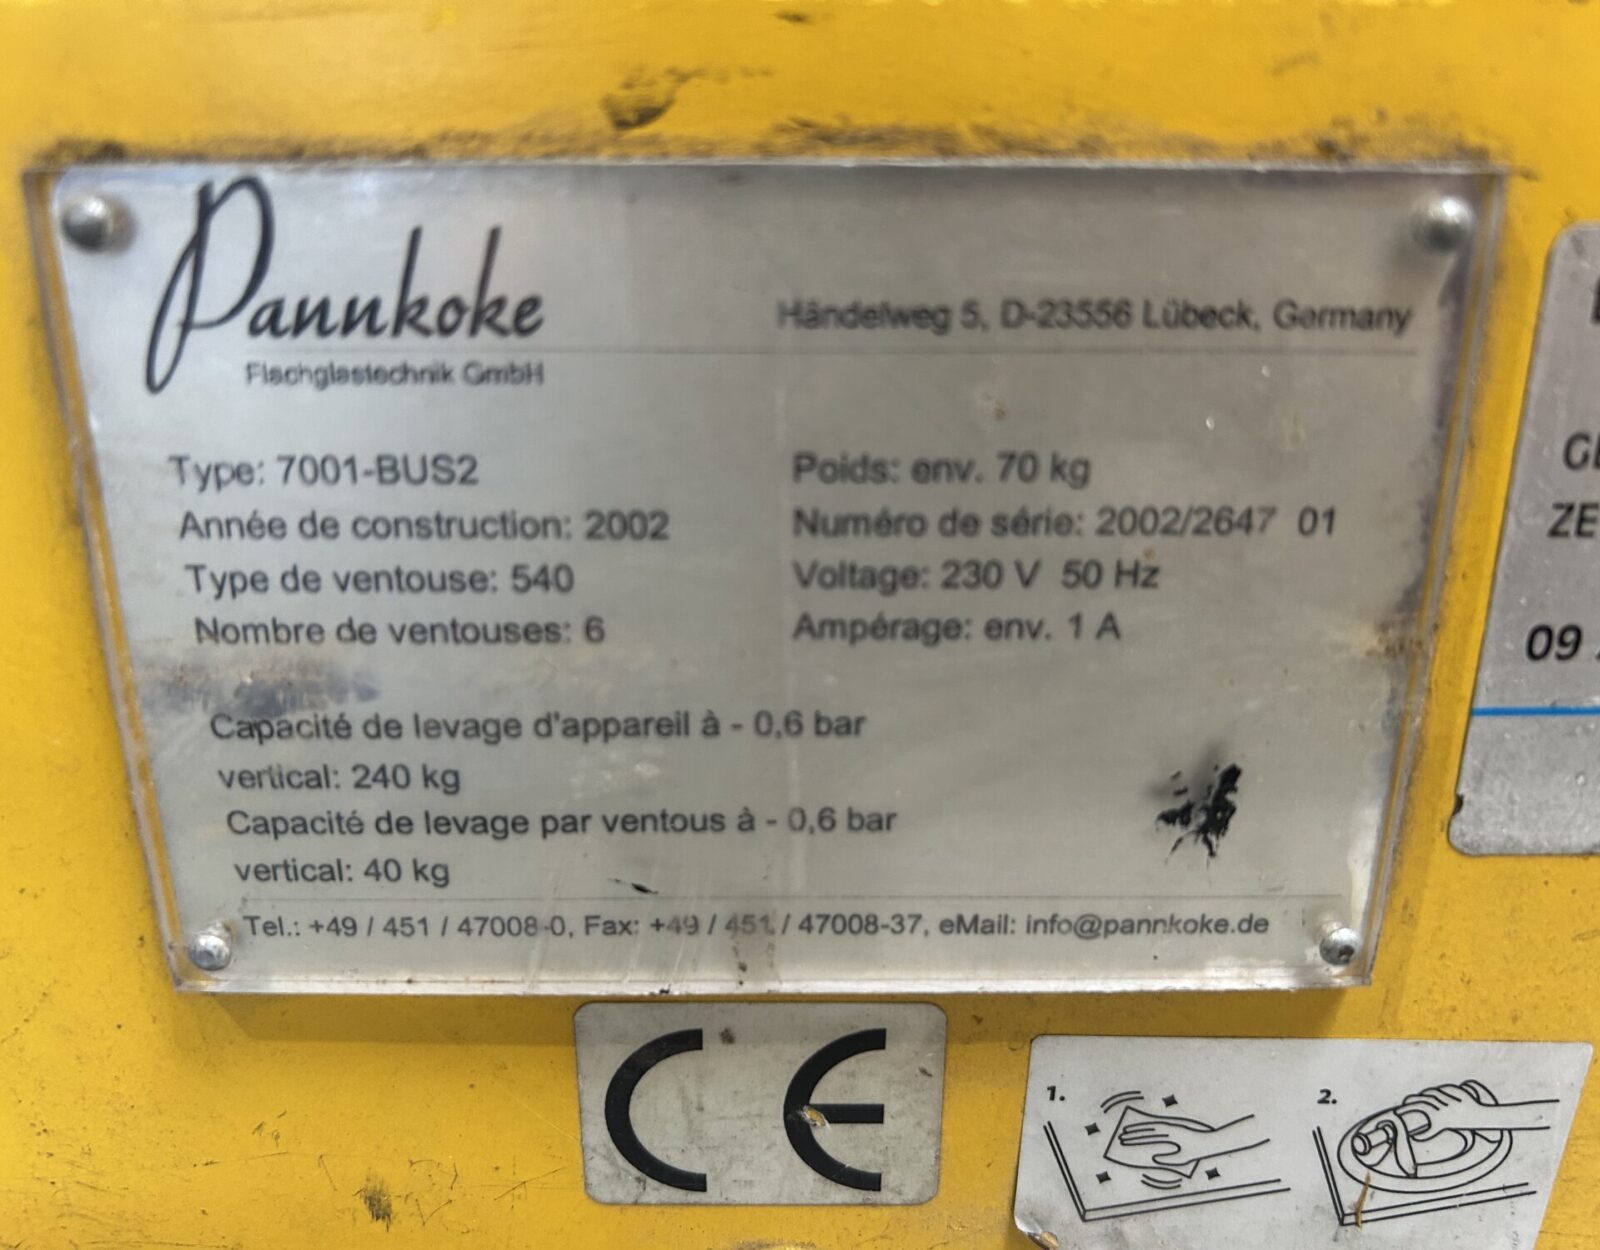 Pannkoke
Flachglastechnik GmbH
Händelweg 5, D-23556 Lübeck, Germany
Type: 7001-BUS2
Année de construction: 2002
Type de ventouse: 540
Nombre de ventouses: 6
Poids: env. 70 kg
Numéro de série: 2002/2647 01
Voltage: 230 V 50 Hz
Ampérage: env. 1 A
Capacité de levage d'appareil à - 0,6 bar
vertical: 240 kg
Capacité de levage par ventous à - 0,6 bar
vertical: 40 kg
Tel.: +49 / 451 / 47008-0, Fax: +49 / 451 / 47008-37, eMail: info@pannkoke.de
CE
1.
2.
ZE
09